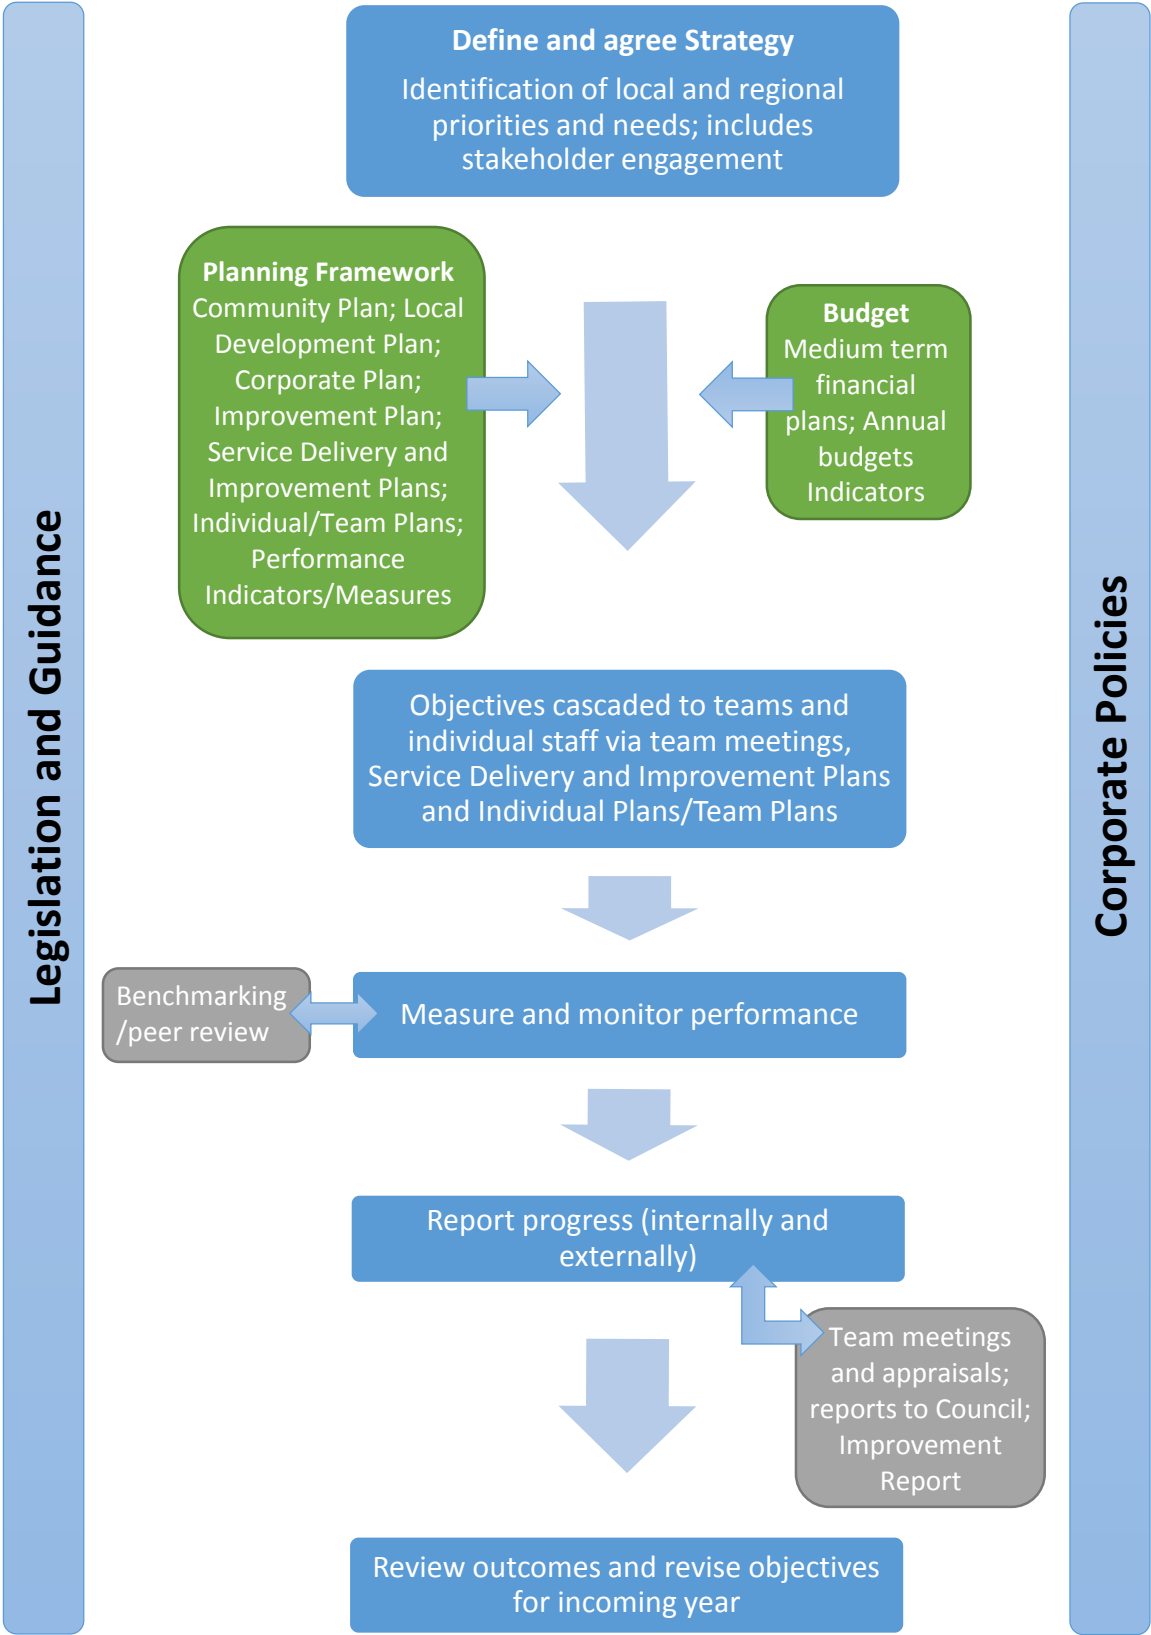 Define and agree Strategy
Identification of local and regional
priorities and needs; includes
stakeholder engagement
Planning Framework
Community Plan; Local
Development Plan;
Corporate Plan;
Improvement Plan;
Service Delivery and
Improvement Plans;
Individual/Team Plans;
Performance
Indicators/Measures
Budget
Medium term
financial
plans; Annual
budgets
Indicators
Legislation and Guidance
Corporate Policies
Objectives cascaded to teams and
individual staff via team meetings,
Service Delivery and Improvement Plans
and Individual Plans/Team Plans
Benchmarking
/peer review
Measure and monitor performance
Report progress (internally and
externally)
Team meetings
and appraisals;
reports to Council;
Improvement
Report
Review outcomes and revise objectives
for incoming year